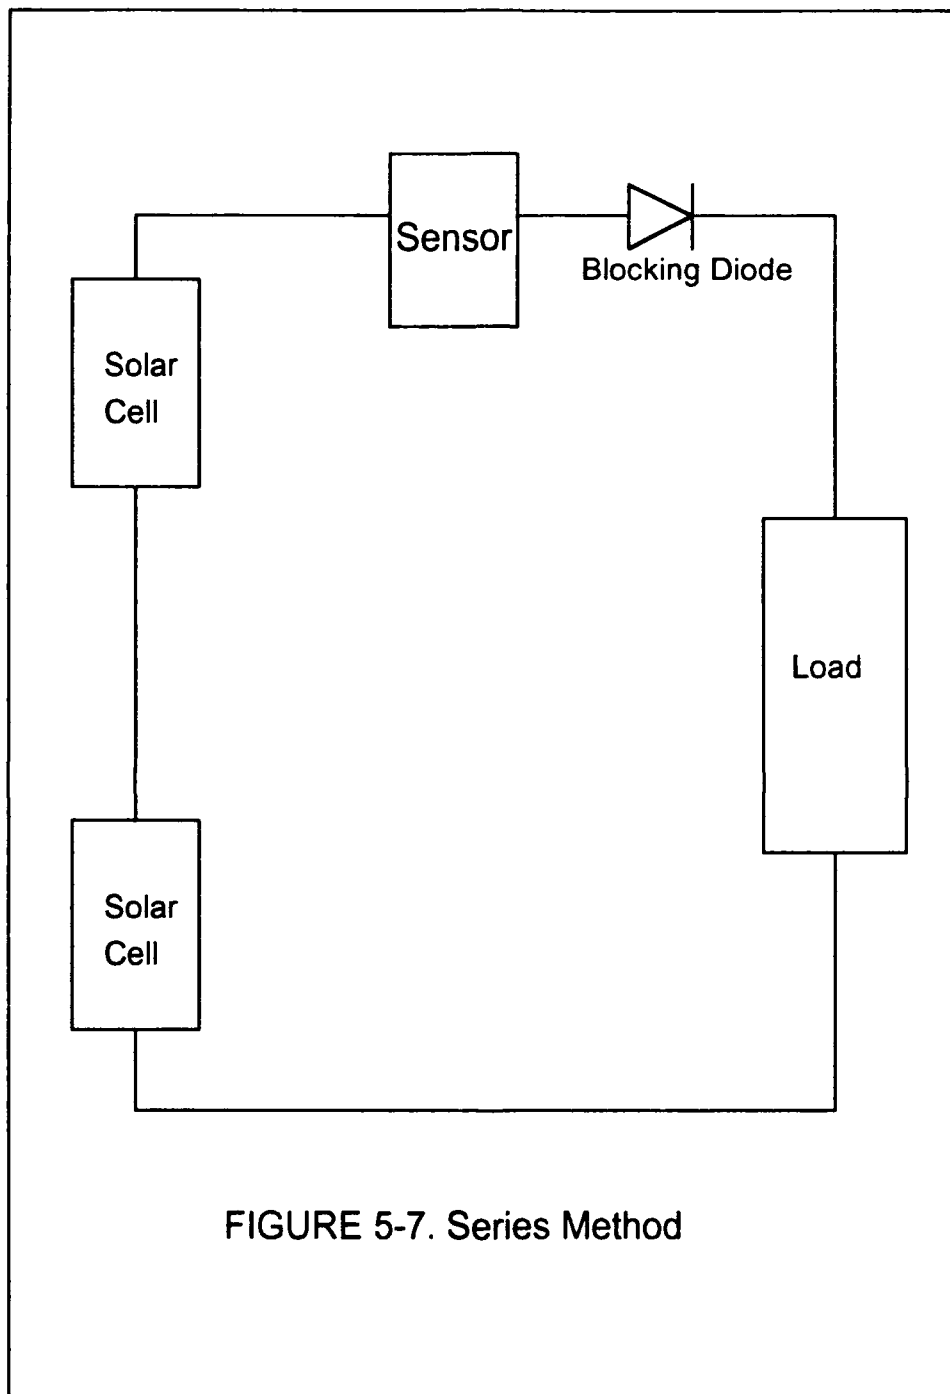 Sensor
Blocking Diode
Solar
Cell
Load
Solar
Cell
FIGURE 5-7. Series Method